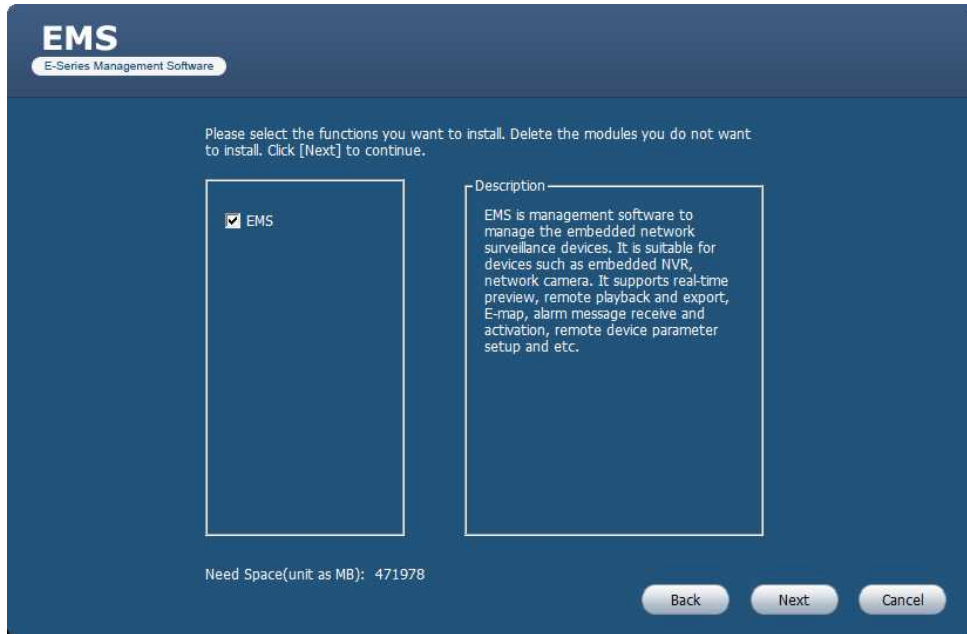 EMS
E-Series Management Software
Please select the functions you want to install. Delete the modules you do not want
to install. Click [Next] to continue.
EMS
Description
EMS is management software to
manage the embedded network
surveillance devices. It is suitable for
devices such as embedded NVR,
network camera. It supports real-time
preview, remote playback and export,
E-map, alarm message receive and
activation, remote device parameter
setup and etc.
Need Space(unit as MB): 471978
Back
Next
Cancel